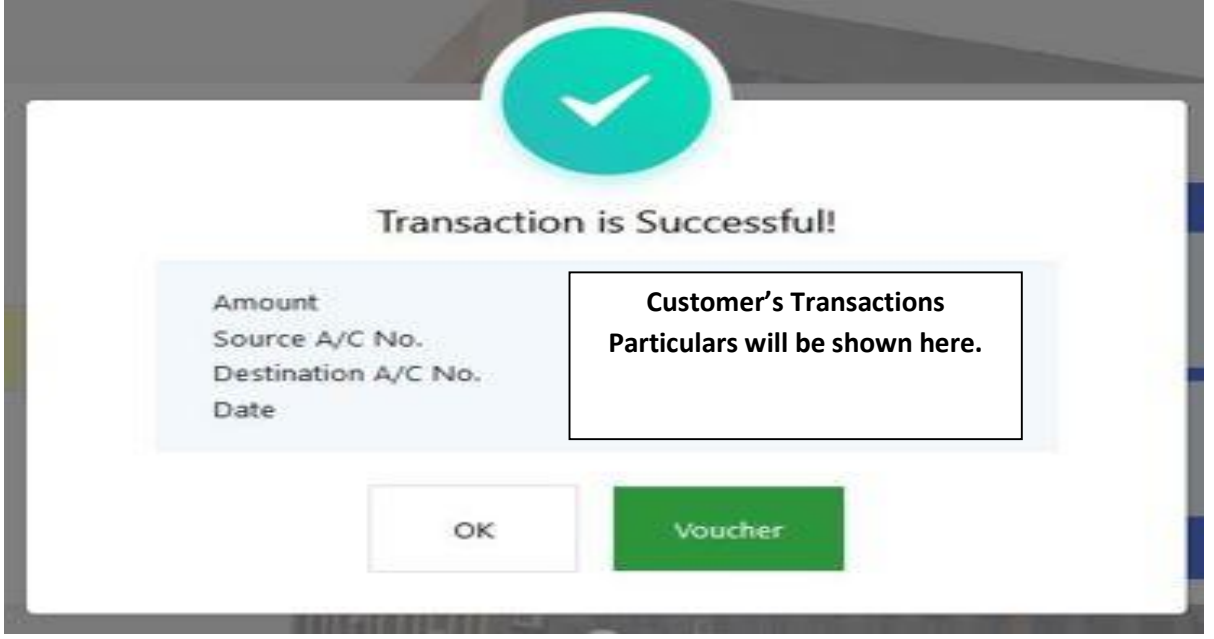 Transaction is Successful!
Amount
Source A/C No.
Destination A/C No.
Date
Customer’s Transactions
Particulars will be shown here.
OK
Voucher